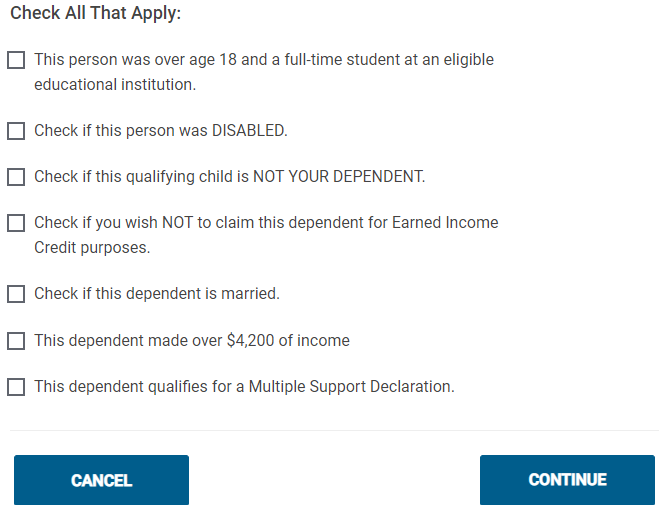 Check All That Apply:
This person was over age 18 and a full-time student at an eligible
educational institution.
Check if this person was DISABLED.
Check if this qualifying child is NOT YOUR DEPENDENT.
Check if you wish NOT to claim this dependent for Earned Income
Credit purposes.
Check if this dependent is married.
This dependent made over $4,200 of income
This dependent qualifies for a Multiple Support Declaration.
CANCEL
CONTINUE